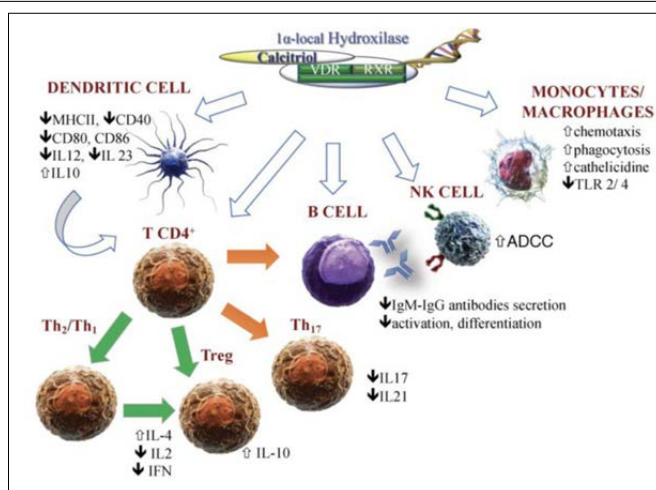 1α-local Hydroxilase
Calcitriol
VDR RXR
DENDRITIC CELL
🡇MHCII, 🡇CD40
🡇CD80, CD86
🡇IL12, 🡇IL 23
⇧IL10
MONOCYTES/
MACROPHAGES
⇧chemotaxis
⇧phagocytosis
⇧cathelicidine
🡇TLR 2/ 4
NK CELL
⇧ADCC
B CELL
🡇IgM-IgG antibodies secretion
🡇activation, differentiation
T CD4⁺
Th₂/Th₁
Treg
Th₁₇
🡇IL17
🡇IL21
⇧IL-4
🡇 IL2
🡇 IFN
⇧ IL-10